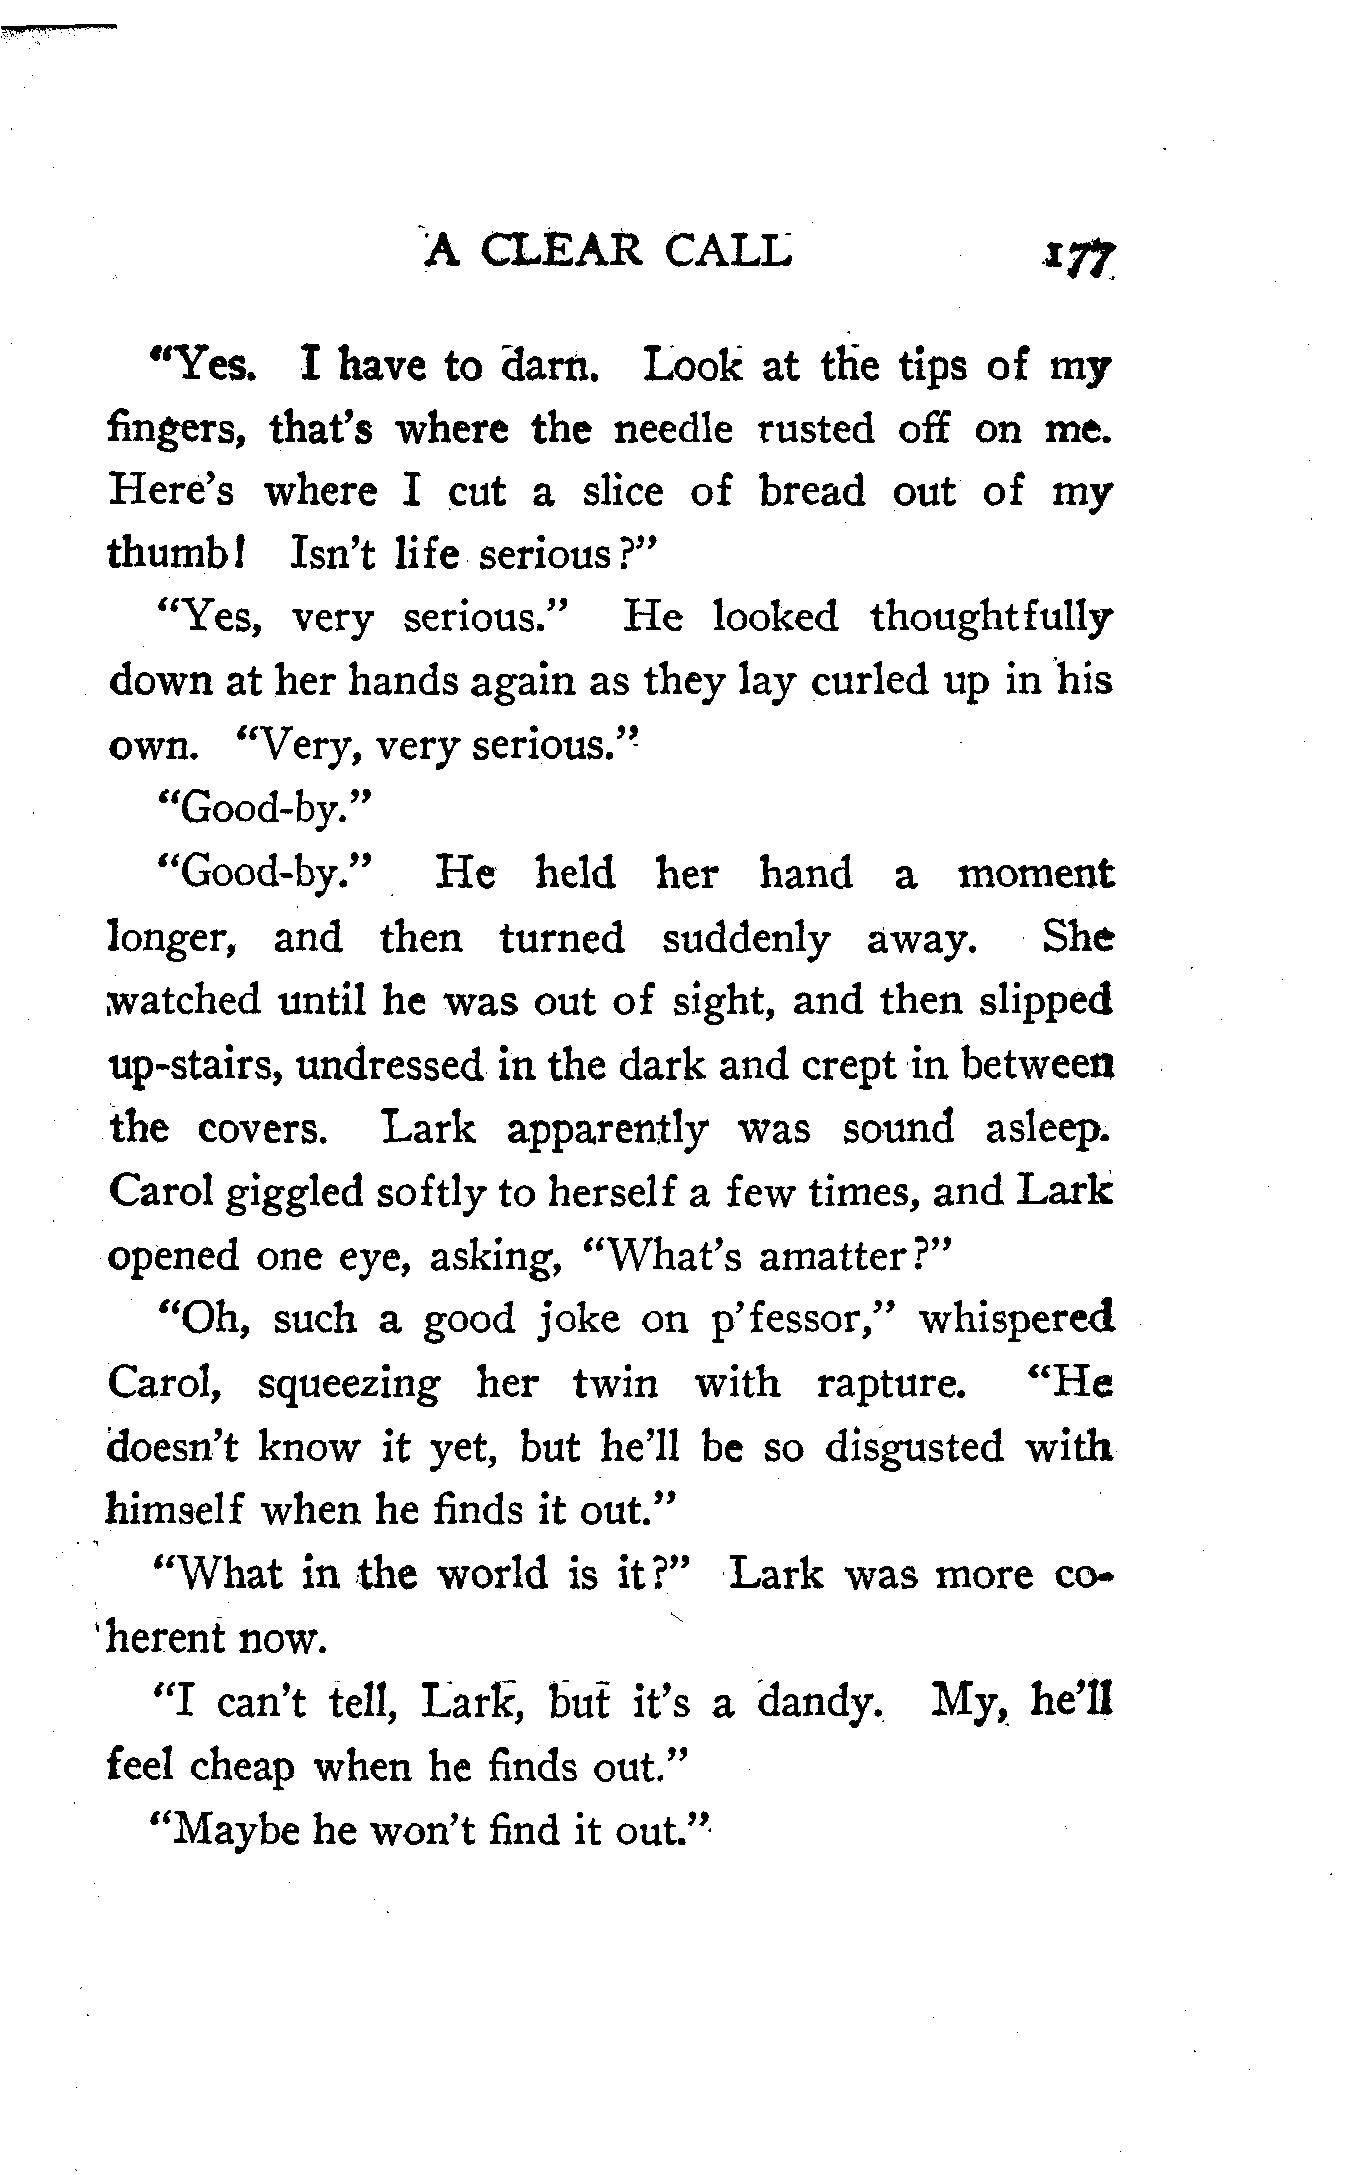 A CLEAR CALL 177
“Yes. I have to darn. Look at the tips of my
fingers, that’s where the needle rusted off on me.
Here’s where I cut a slice of bread out of my
thumb! Isn’t life serious?”
“Yes, very serious.” He looked thoughtfully
down at her hands again as they lay curled up in his
own. “Very, very serious.”
“Good-by.”
“Good-by.” He held her hand a moment
longer, and then turned suddenly away. She
watched until he was out of sight, and then slipped
up-stairs, undressed in the dark and crept in between
the covers. Lark apparently was sound asleep.
Carol giggled softly to herself a few times, and Lark
opened one eye, asking, “What’s amatter?”
“Oh, such a good joke on p’fessor,” whispered
Carol, squeezing her twin with rapture. “He
doesn’t know it yet, but he’ll be so disgusted with
himself when he finds it out.”
“What in the world is it?” Lark was more co-
herent now.
“I can’t tell, Lark, but it’s a dandy. My, he’ll
feel cheap when he finds out.”
“Maybe he won’t find it out.”